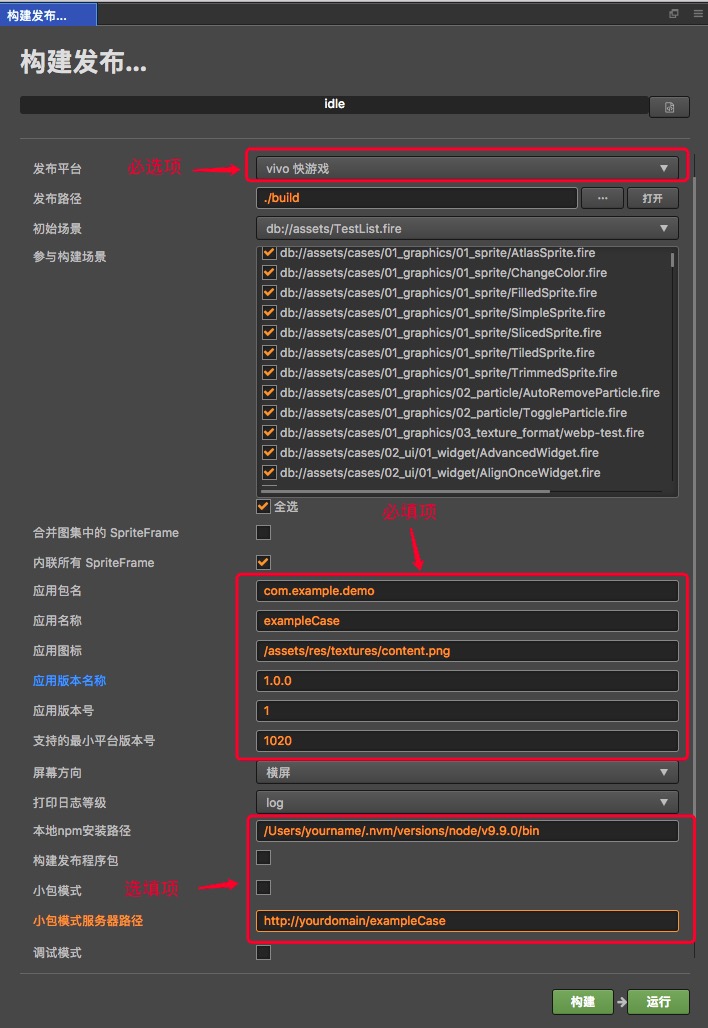 构建发布...
构建发布...
idle
必选项
发布平台 vivo 快游戏
发布路径 ./build ... 打开
初始场景 db://assets/TestList.fire
参与构建场景
db://assets/cases/01_graphics/01_sprite/AtlasSprite.fire
db://assets/cases/01_graphics/01_sprite/ChangeColor.fire
db://assets/cases/01_graphics/01_sprite/FilledSprite.fire
db://assets/cases/01_graphics/01_sprite/SimpleSprite.fire
db://assets/cases/01_graphics/01_sprite/SlicedSprite.fire
db://assets/cases/01_graphics/01_sprite/TiledSprite.fire
db://assets/cases/01_graphics/01_sprite/TrimmedSprite.fire
db://assets/cases/01_graphics/02_particle/AutoRemoveParticle.fire
db://assets/cases/01_graphics/02_particle/ToggleParticle.fire
db://assets/cases/01_graphics/03_texture_format/webp-test.fire
db://assets/cases/02_ui/01_widget/AdvancedWidget.fire
db://assets/cases/02_ui/01_widget/AlignOnceWidget.fire
全选
必填项
合并图集中的 SpriteFrame
内联所有 SpriteFrame
应用包名 com.example.demo
应用名称 exampleCase
应用图标 /assets/res/textures/content.png
应用版本名称 1.0.0
应用版本号 1
支持的最小平台版本号 1020
屏幕方向 横屏
打印日志等级 log
本地npm安装路径 /Users/yourname/.nvm/versions/node/v9.9.0/bin
构建发布程序包
小包模式 选填项
小包模式服务器路径 http://yourdomain/exampleCase
调试模式
构建 运行